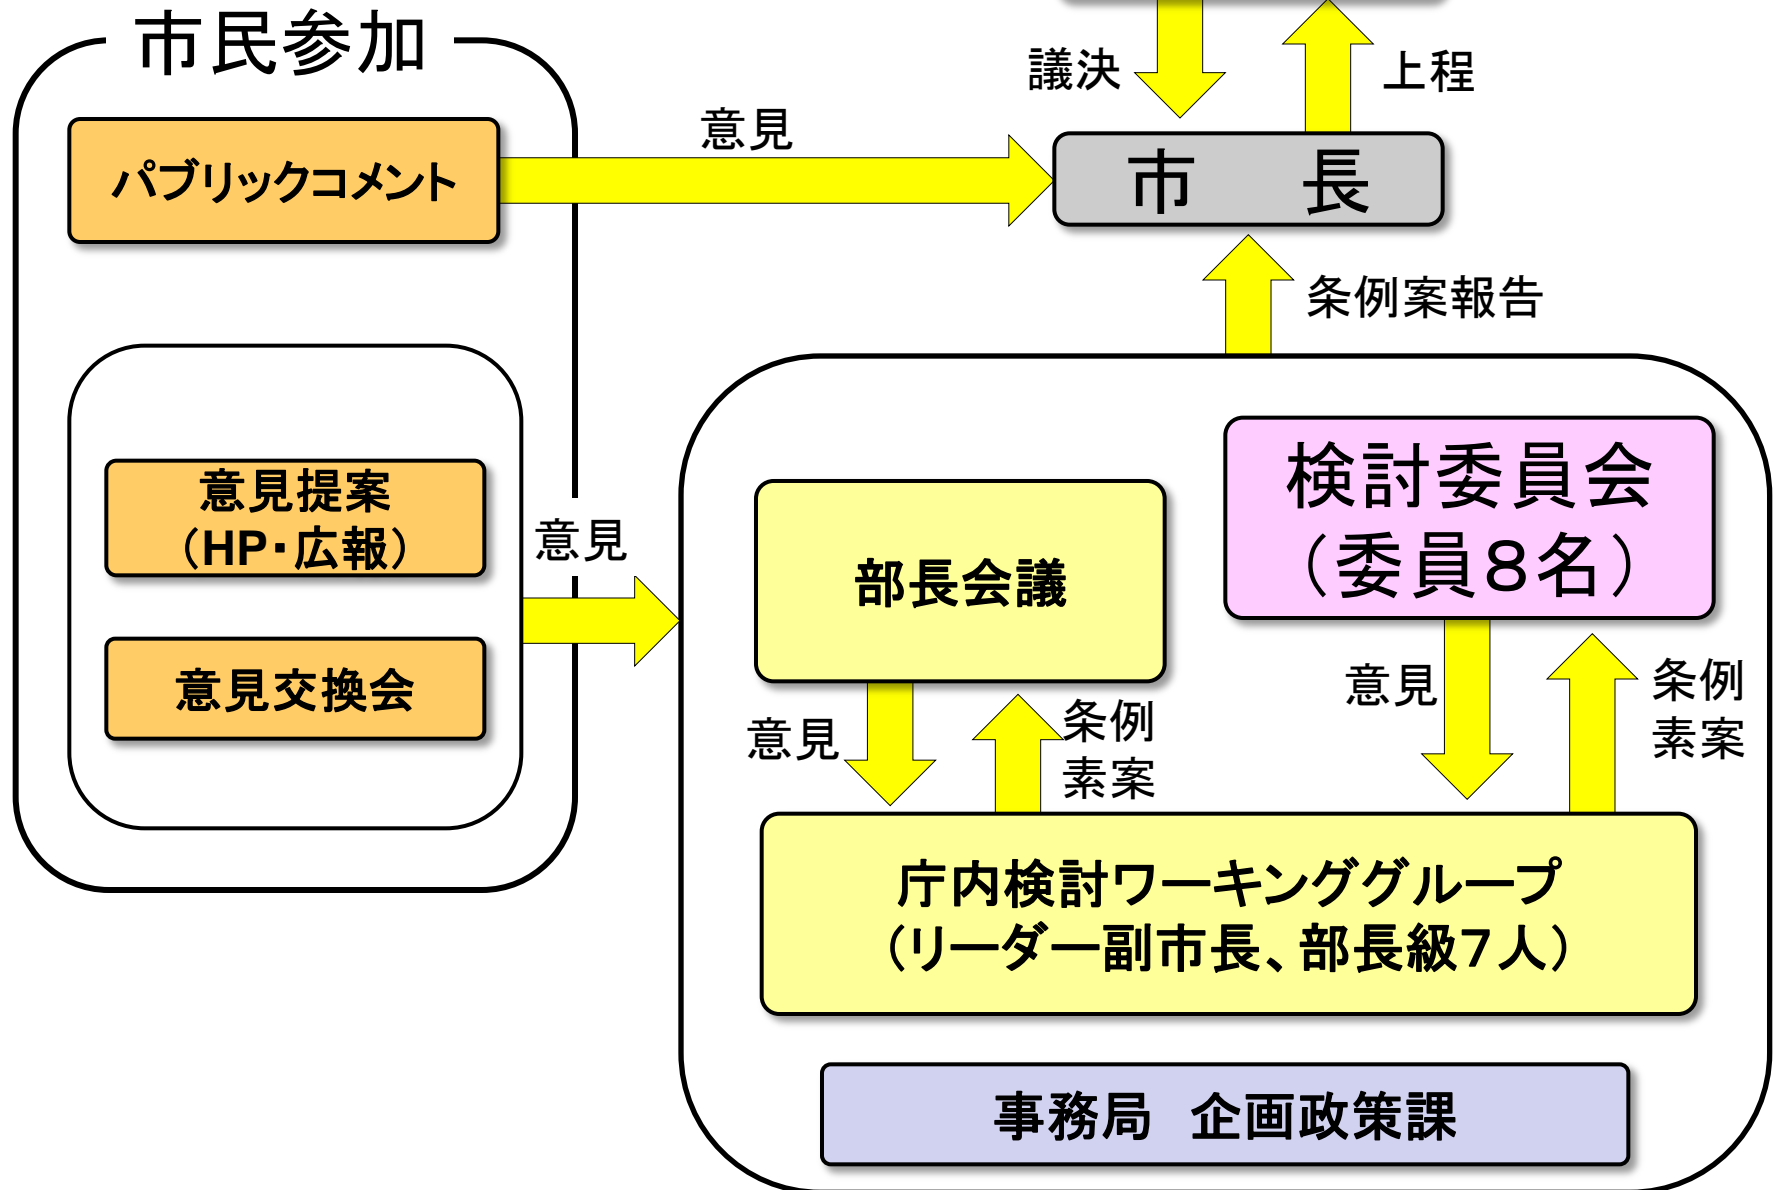 市民参加
議決
上程
意見
パブリックコメント
市　長
条例案報告
意見提案
（HP・広報）
意見交換会
意見
部長会議
検討委員会
（委員８名）
意見
条例
素案
意見
条例
素案
庁内検討ワーキンググループ
（リーダー副市長、部長級７人）
事務局　企画政策課